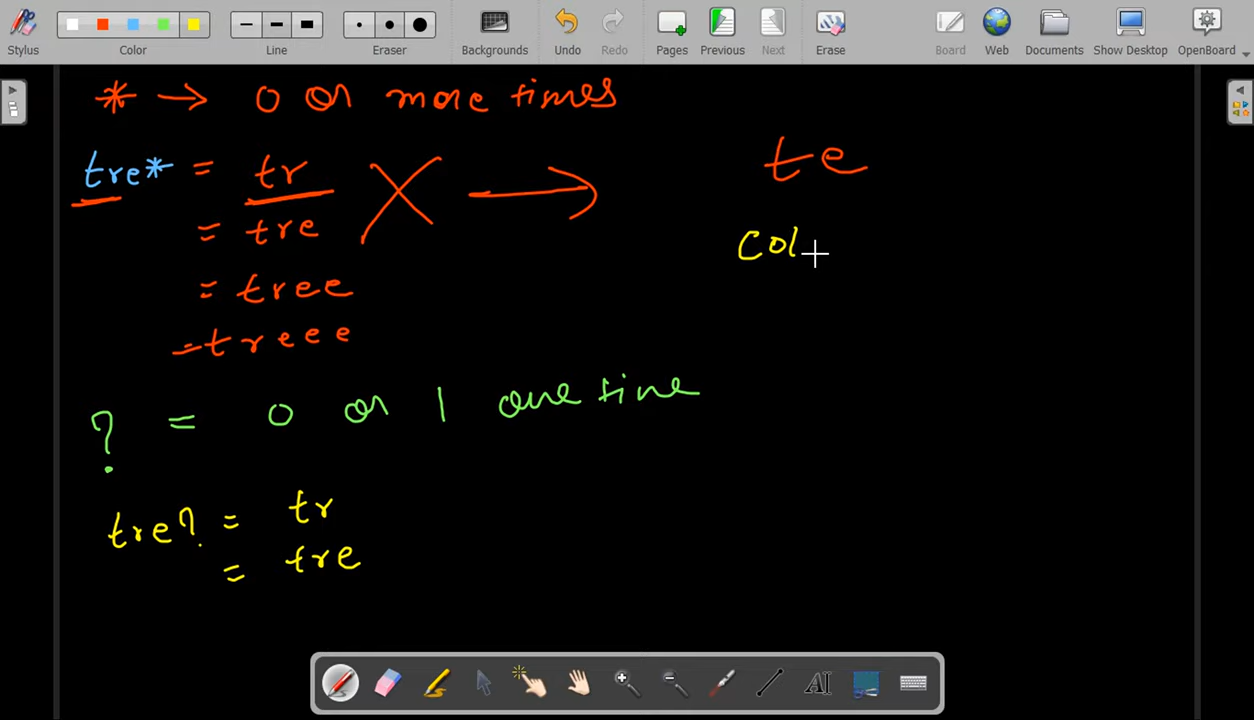 Stylus Color Line Eraser Backgrounds Undo Redo Pages Previous Next Erase Board Web Documents Show Desktop OpenBoard
* → 0 or more times
tre* = tr
= tre
= tree
= treee
te
col
? = 0 or 1 one time
tre? = tr
= tre
AI